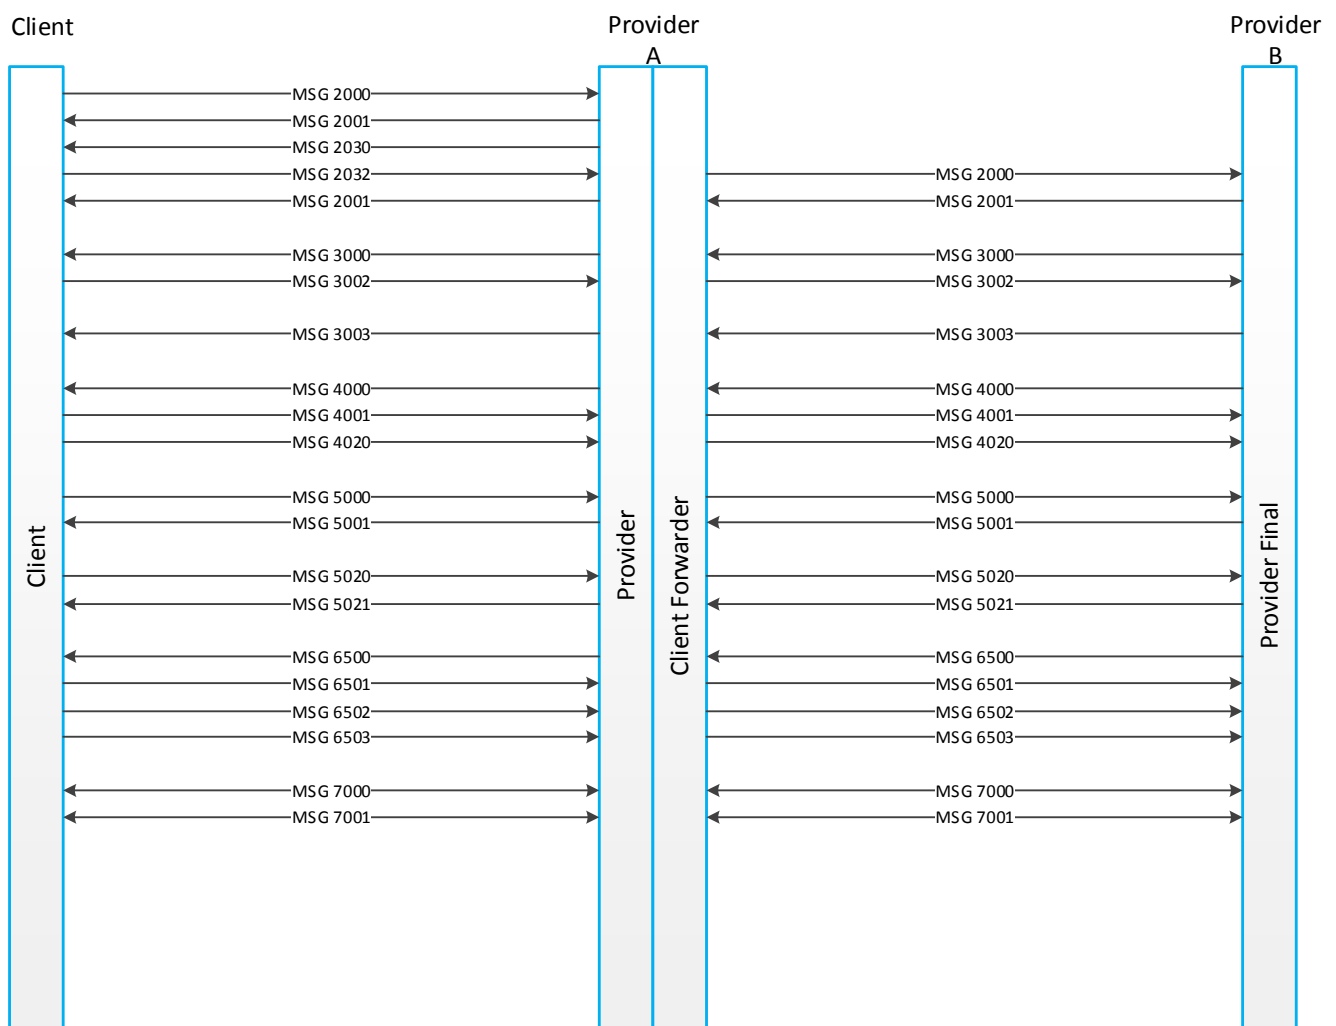 Client
Provider
A
Provider
B
MSG 2000
MSG 2001
MSG 2030
MSG 2032
MSG 2000
MSG 2001
MSG 2001
MSG 3000
MSG 3000
MSG 3002
MSG 3002
MSG 3003
MSG 3003
MSG 4000
MSG 4000
MSG 4001
MSG 4001
MSG 4020
MSG 4020
MSG 5000
MSG 5000
MSG 5001
MSG 5001
Client
Provider
Client Forwarder
Provider Final
MSG 5020
MSG 5020
MSG 5021
MSG 5021
MSG 6500
MSG 6500
MSG 6501
MSG 6501
MSG 6502
MSG 6502
MSG 6503
MSG 6503
MSG 7000
MSG 7000
MSG 7001
MSG 7001